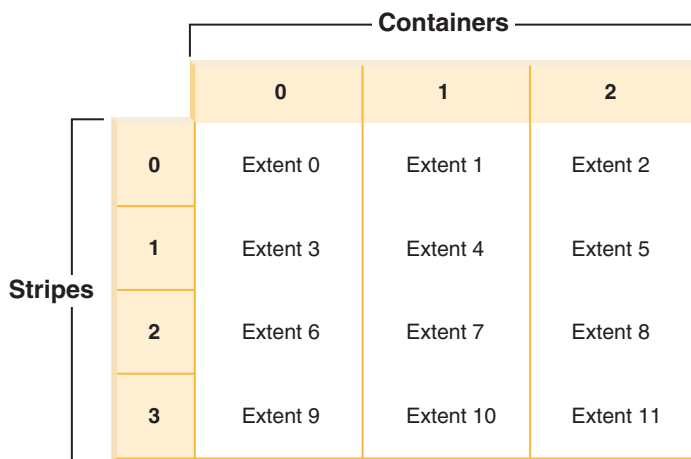 Containers
0 1 2
0 Extent 0 Extent 1 Extent 2
1 Extent 3 Extent 4 Extent 5
Stripes
2 Extent 6 Extent 7 Extent 8
3 Extent 9 Extent 10 Extent 11